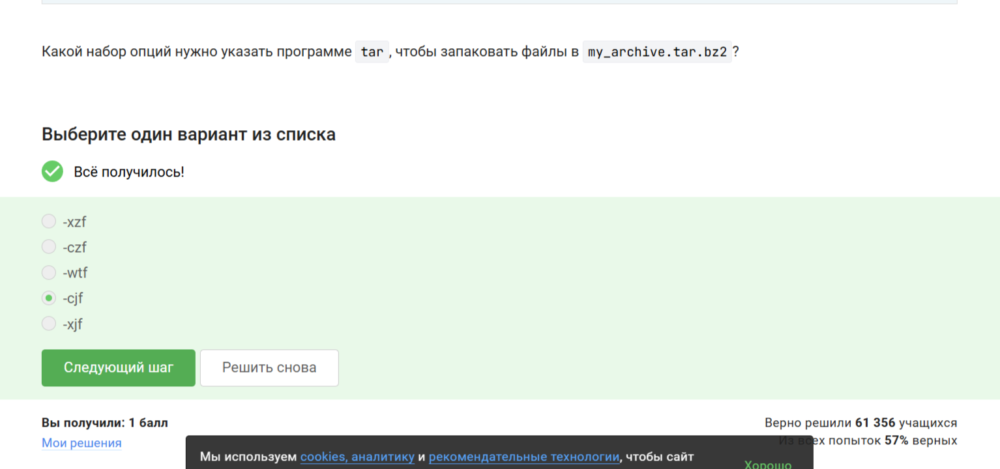 Какой набор опций нужно указать программе tar, чтобы запаковать файлы в my_archive.tar.bz2?
Выберите один вариант из списка
Всё получилось!
-xzf
-czf
-wtf
-cjf
-xjf
Следующий шаг
Решить снова
Вы получили: 1 балл
Верно решили 61 356 учащихся
Мои решения
Из всех попыток 57% верных
Мы используем cookies, аналитику и рекомендательные технологии, чтобы сайт
Хорошо